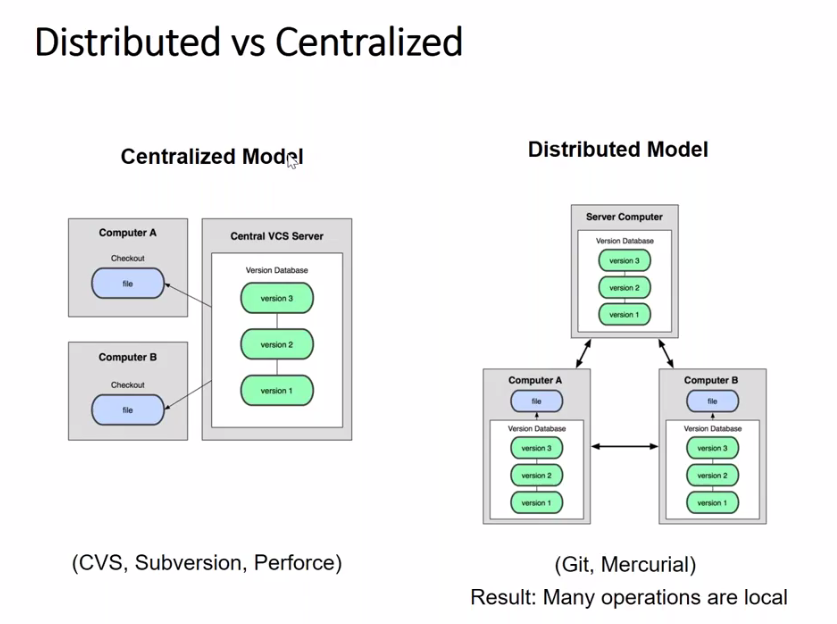 Distributed vs Centralized
Centralized Model
Computer A
Checkout
file
Computer B
Checkout
file
Central VCS Server
Version Database
version 3
version 2
version 1
(CVS, Subversion, Perforce)
Distributed Model
Server Computer
Version Database
version 3
version 2
version 1
Computer A
file
Version Database
version 3
version 2
version 1
Computer B
file
Version Database
version 3
version 2
version 1
(Git, Mercurial)
Result: Many operations are local